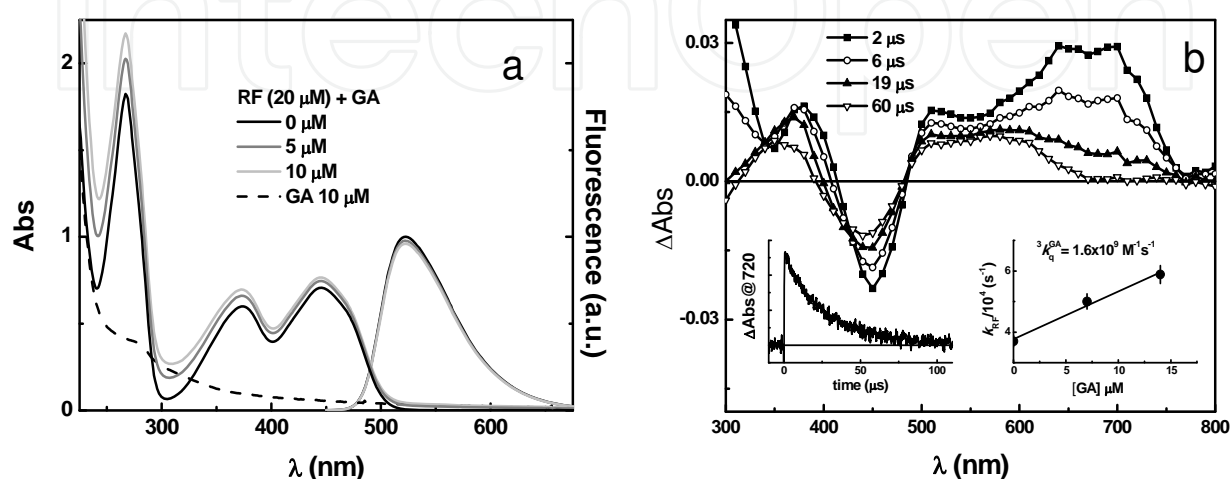 InTechOpen
a
RF (20 µM) + GA
0 µM
5 µM
10 µM
GA 10 µM
Abs
2
1
0
300 400 500 600
λ (nm)
Fluorescence (a.u.)
b
2 µs
6 µs
19 µs
60 µs
ΔAbs
0.03
0.00
-0.03
300 400 500 600 700 800
λ (nm)
ΔAbs@720
0 50 100
time (µs)
³k_q^GA = 1.6x10⁹ M⁻¹s⁻¹
k_RF/10⁴ (s⁻¹)
6
4
0 5 10 15
[GA] µM